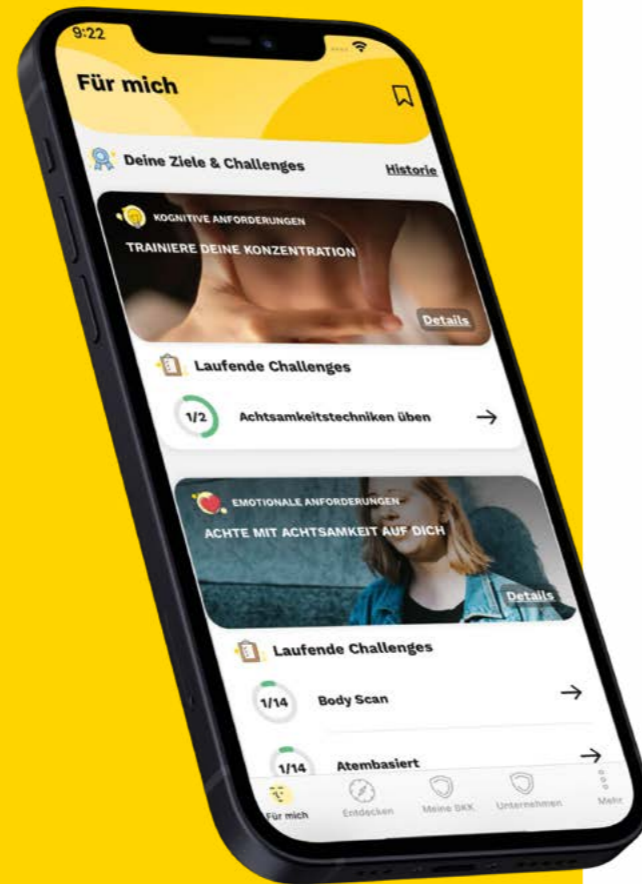 9:22
Für mich
Deine Ziele & Challenges
Historie
KOGNITIVE ANFORDERUNGEN
TRAINIERE DEINE KONZENTRATION
Details
Laufende Challenges
1/2
Achtsamkeitstechniken üben
EMOTIONALE ANFORDERUNGEN
ACHTE MIT ACHTSAMKEIT AUF DICH
Details
Laufende Challenges
1/14
Body Scan
1/14
Atembasiert
Für mich
Entdecken
Meine BKK
Unternehmen
Mehr